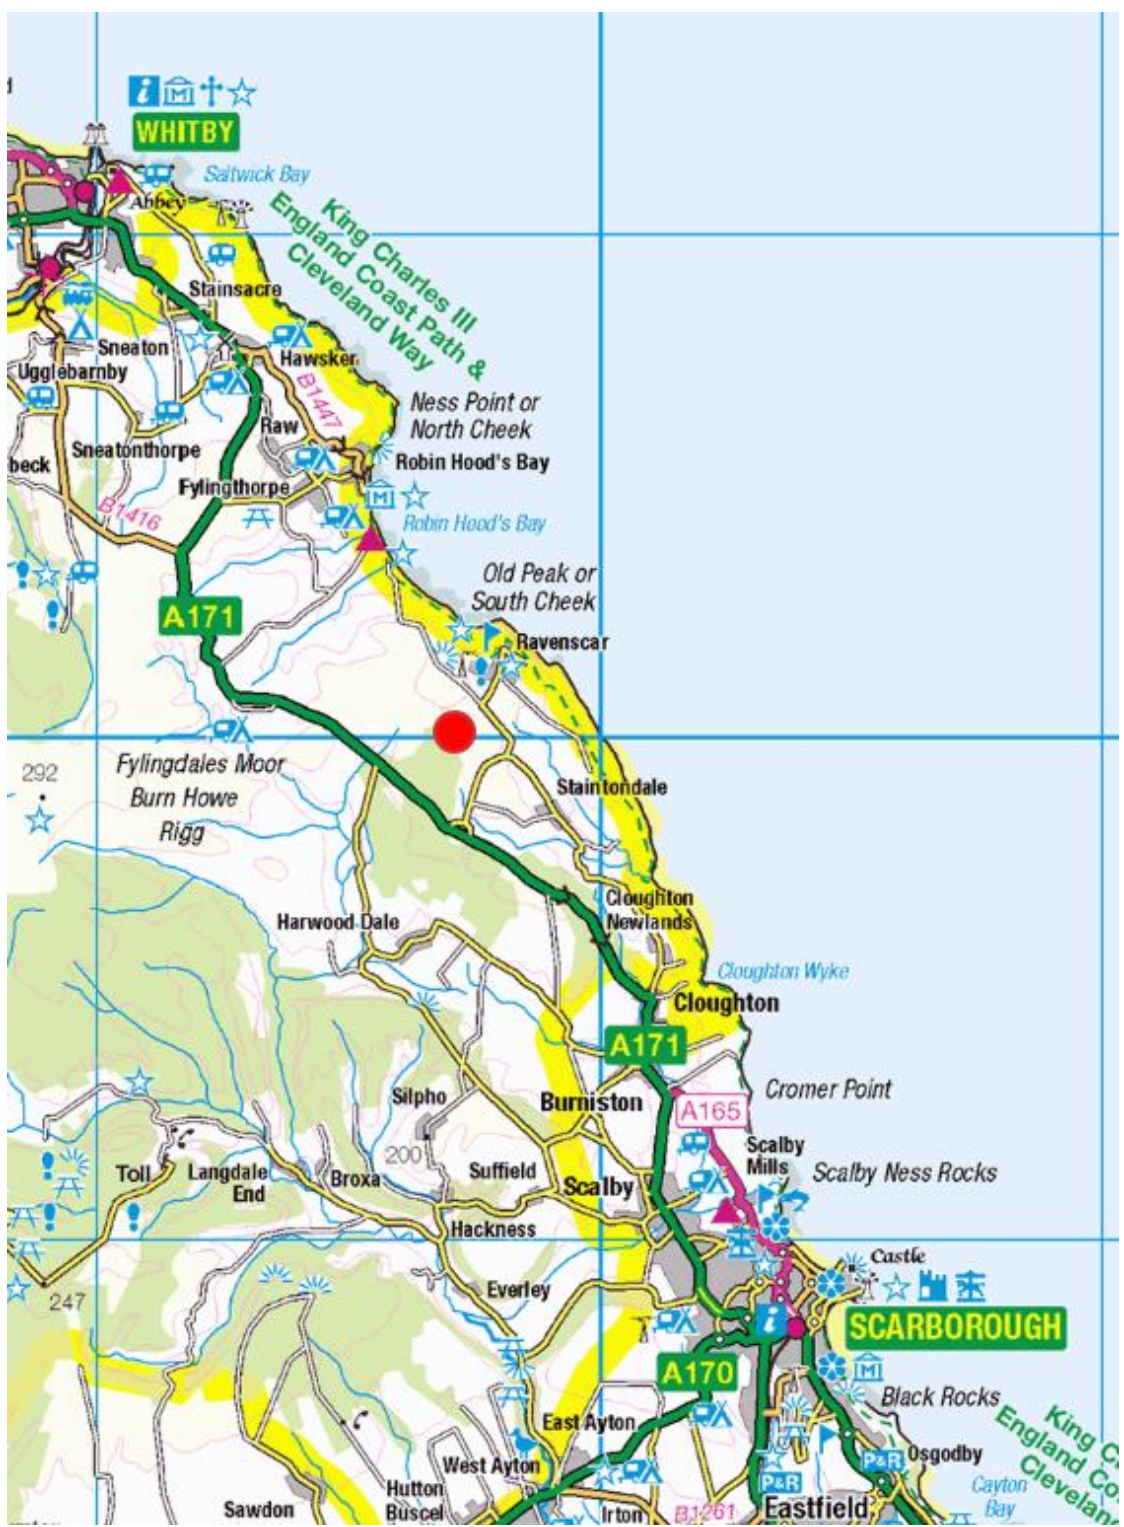 WHITBY
Saltwick Bay
Abbey
King Charles III
England Coast Path &
Cleveland Way
Stainsacre
Sneaton
Hawsker
Ugglebarnby
B1447
Ness Point or
North Cheek
Raw
Sneatonthorpe
beck
Robin Hood's Bay
Fylingthorpe
B1416
Robin Hood's Bay
Old Peak or
South Cheek
A171
Ravenscar
Fylingdales Moor
292
Burn Howe
Rigg
Staintondale
Cloughton
Newlands
Harwood Dale
Cloughton Wyke
Cloughton
A171
Cromer Point
Silpho
Burniston
A165
200
Scalby
Mills
Scalby Ness Rocks
Toll
Langdale
End
Broxa
Suffield
Scalby
Hackness
Castle
Everley
247
SCARBOROUGH
A170
Black Rocks
East Ayton
King C
England Co
Cleveland
Osgodby
West Ayton
P&R
P&R
Cayton
Bay
Hutton
Buscel
Sawdon
Irton
B1261
Eastfield